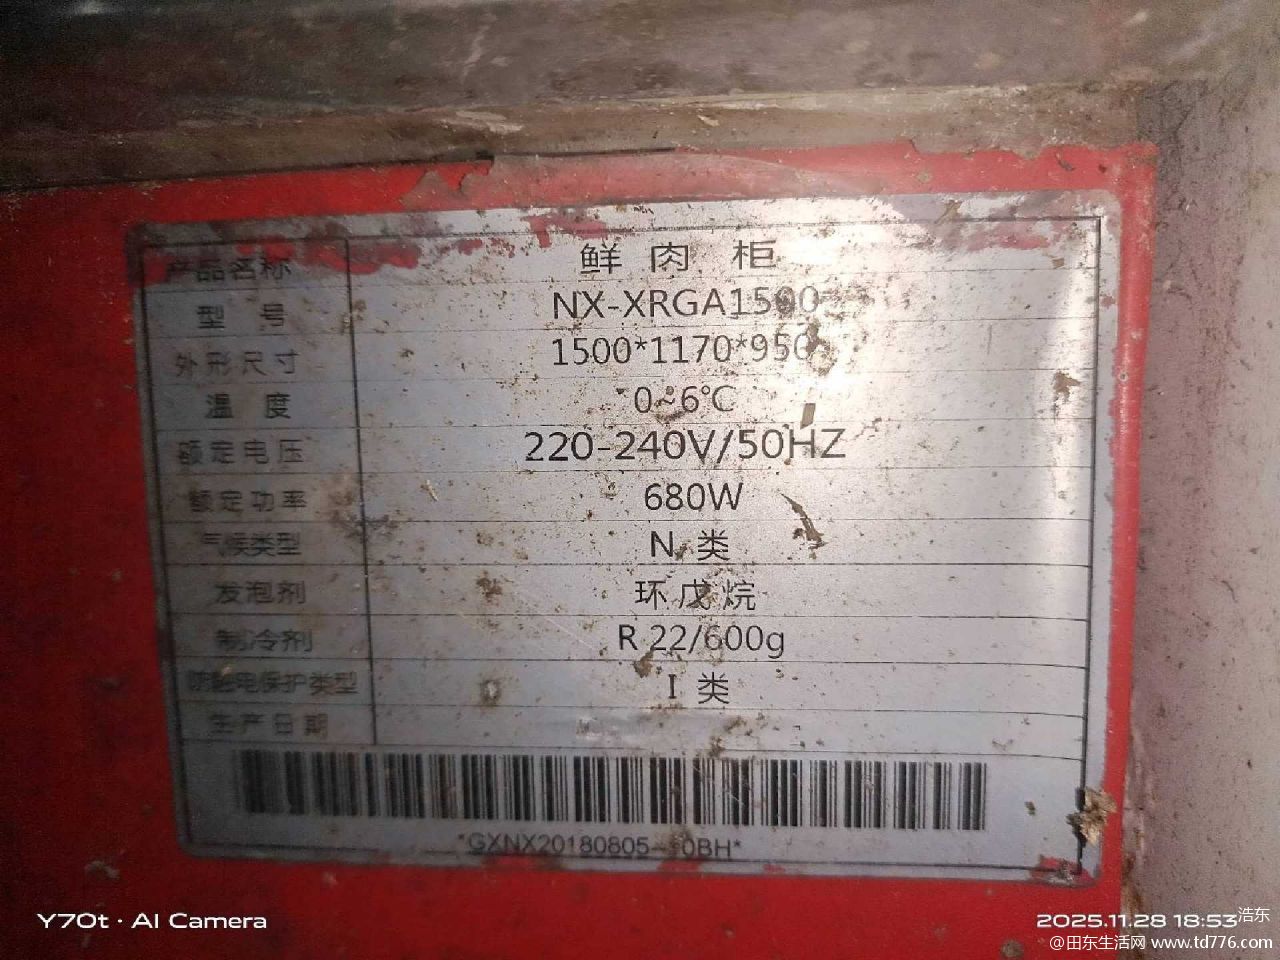 产品名称 鲜肉柜
型号 NX-XRGA1500
外形尺寸 1500*1170*950
温度 0~6℃
额定电压 220-240V/50HZ
额定功率 680W
气候类型 N 类
发泡剂 环戊烷
制冷剂 R 22/600g
防触电保护类型 I 类
生产日期
*GXNX20180805-10BH*
Y70t · AI Camera
2025.11.28 18:53 浩东
@田东生活网 www.td776.com